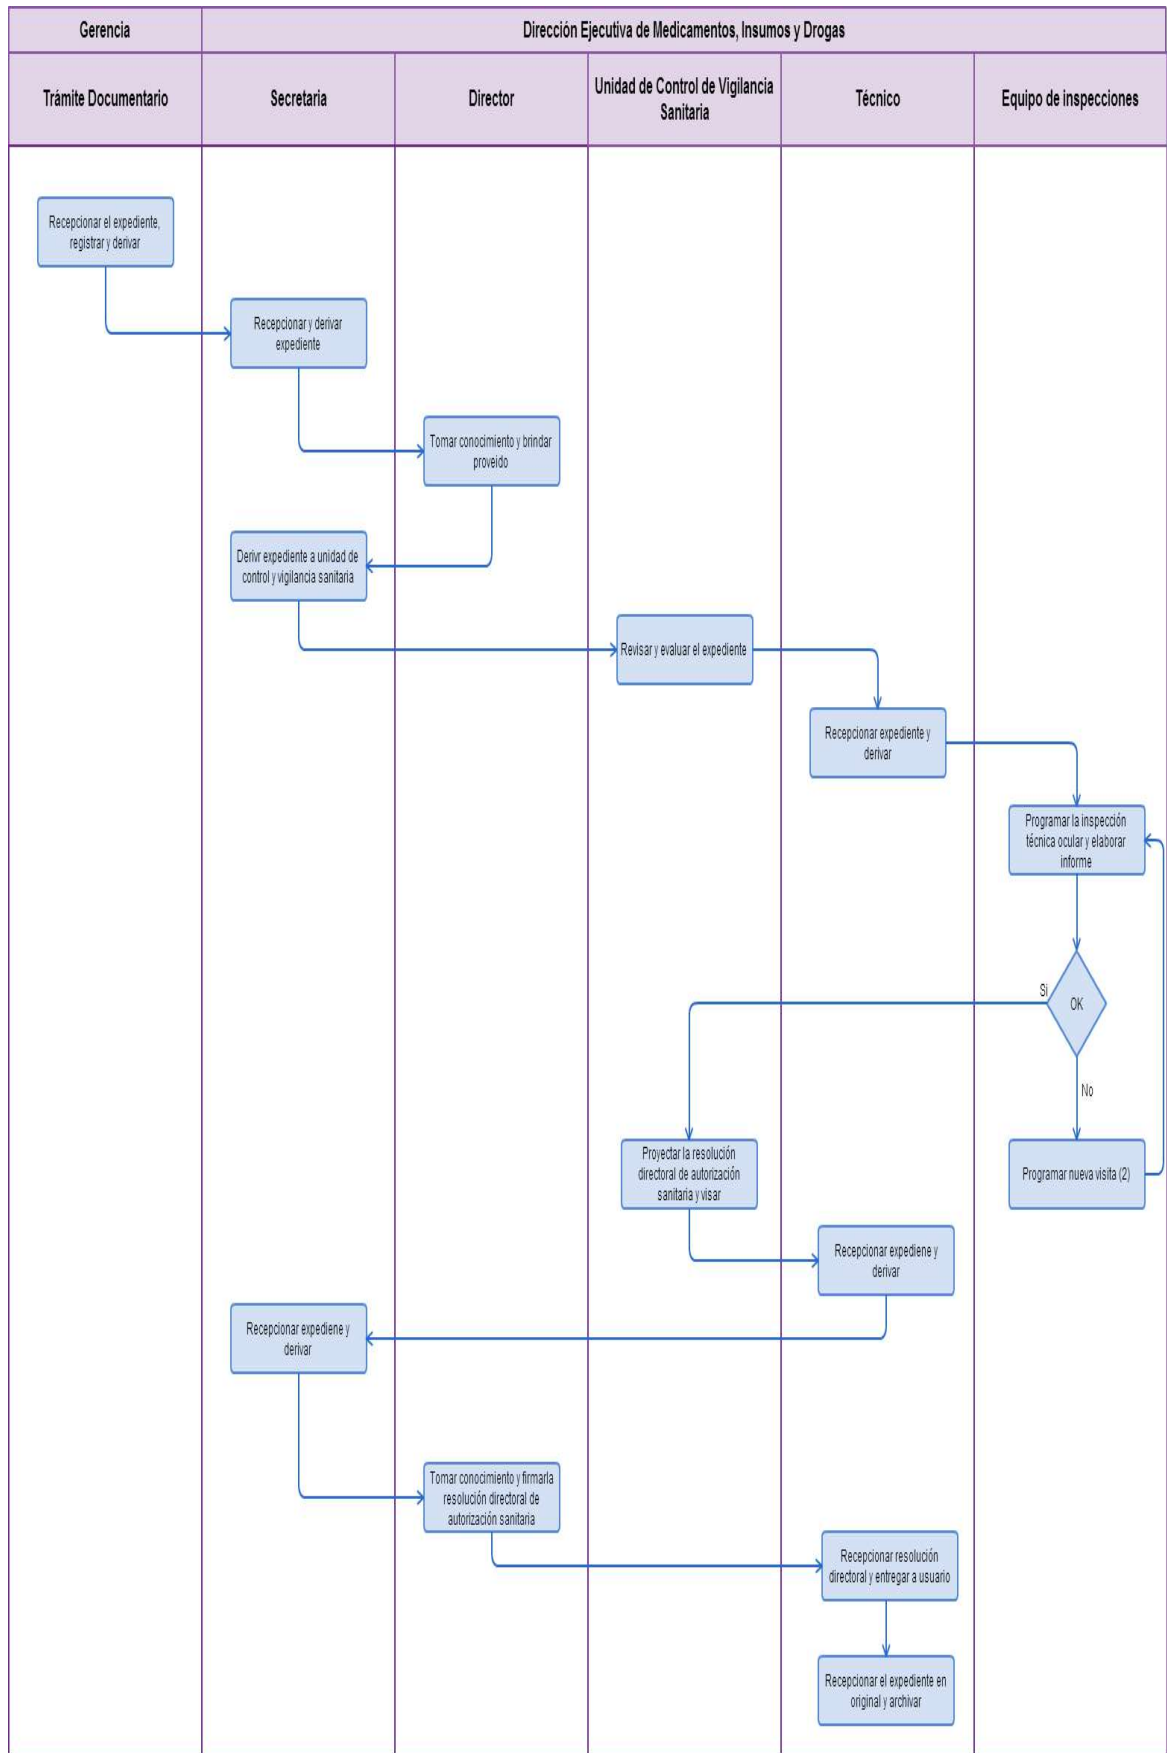 Gerencia
Dirección Ejecutiva de Medicamentos, Insumos y Drogas
Trámite Documentario
Secretaria
Director
Unidad de Control de Vigilancia
Sanitaria
Técnico
Equipo de inspecciones
Recepcionar el expediente,
registrar y derivar
Recepcionar y derivar
expediente
Tomar conocimiento y brindar
proveido
Derivr expediente a unidad de
control y vigilancia sanitaria
Revisar y evaluar el expediente
Recepcionar expediente y
derivar
Programar la inspección
técnica ocular y elaborar
informe
Si
OK
No
Proyectar la resolución
directoral de autorización
sanitaria y visar
Programar nueva visita (2)
Recepcionar expediene y
derivar
Recepcionar expediene y
derivar
Tomar conocimiento y firmarla
resolución directoral de
autorización sanitaria
Recepcionar resolución
directoral y entregar a usuario
Recepcionar el expediente en
original y archivar